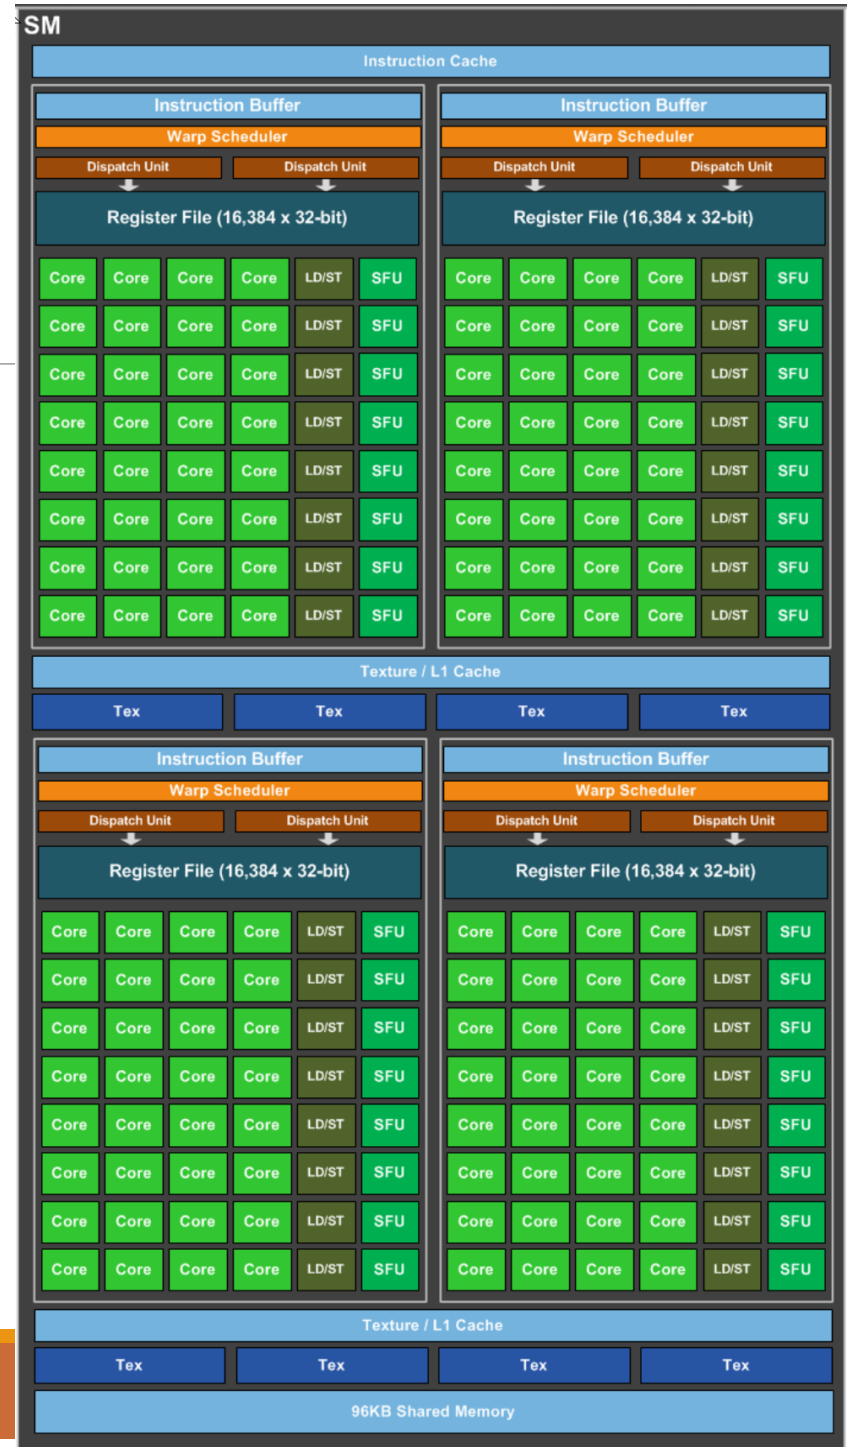 SM
Instruction Cache
Instruction Buffer Instruction Buffer
Warp Scheduler Warp Scheduler
Dispatch Unit Dispatch Unit Dispatch Unit Dispatch Unit
Register File (16,384 x 32-bit) Register File (16,384 x 32-bit)
Core Core Core Core LD/ST SFU Core Core Core Core LD/ST SFU
Core Core Core Core LD/ST SFU Core Core Core Core LD/ST SFU
Core Core Core Core LD/ST SFU Core Core Core Core LD/ST SFU
Core Core Core Core LD/ST SFU Core Core Core Core LD/ST SFU
Core Core Core Core LD/ST SFU Core Core Core Core LD/ST SFU
Core Core Core Core LD/ST SFU Core Core Core Core LD/ST SFU
Core Core Core Core LD/ST SFU Core Core Core Core LD/ST SFU
Core Core Core Core LD/ST SFU Core Core Core Core LD/ST SFU
Texture / L1 Cache
Tex Tex Tex Tex
Instruction Buffer Instruction Buffer
Warp Scheduler Warp Scheduler
Dispatch Unit Dispatch Unit Dispatch Unit Dispatch Unit
Register File (16,384 x 32-bit) Register File (16,384 x 32-bit)
Core Core Core Core LD/ST SFU Core Core Core Core LD/ST SFU
Core Core Core Core LD/ST SFU Core Core Core Core LD/ST SFU
Core Core Core Core LD/ST SFU Core Core Core Core LD/ST SFU
Core Core Core Core LD/ST SFU Core Core Core Core LD/ST SFU
Core Core Core Core LD/ST SFU Core Core Core Core LD/ST SFU
Core Core Core Core LD/ST SFU Core Core Core Core LD/ST SFU
Core Core Core Core LD/ST SFU Core Core Core Core LD/ST SFU
Core Core Core Core LD/ST SFU Core Core Core Core LD/ST SFU
Texture / L1 Cache
Tex Tex Tex Tex
96KB Shared Memory